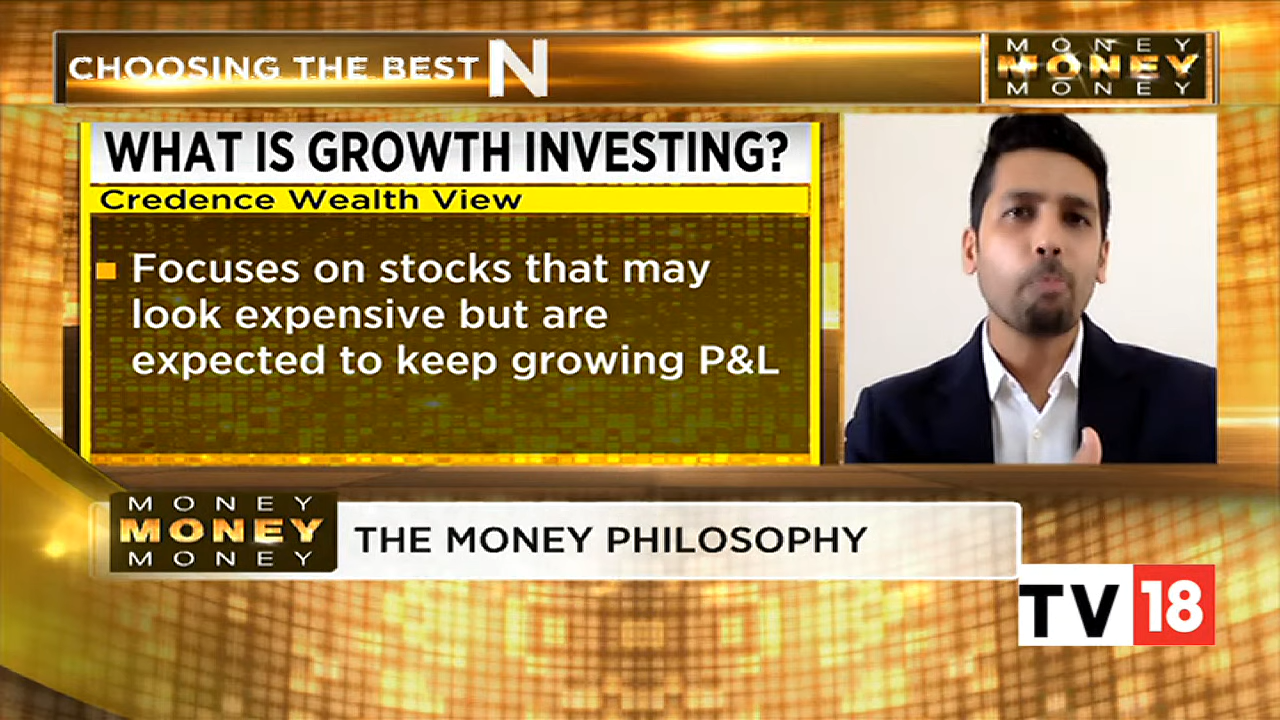 CHOOSING THE BEST N
MONEY
MONEY
MONEY
WHAT IS GROWTH INVESTING?
Credence Wealth View
Focuses on stocks that may
look expensive but are
expected to keep growing P&L
MONEY
MONEY
MONEY
THE MONEY PHILOSOPHY
TV18